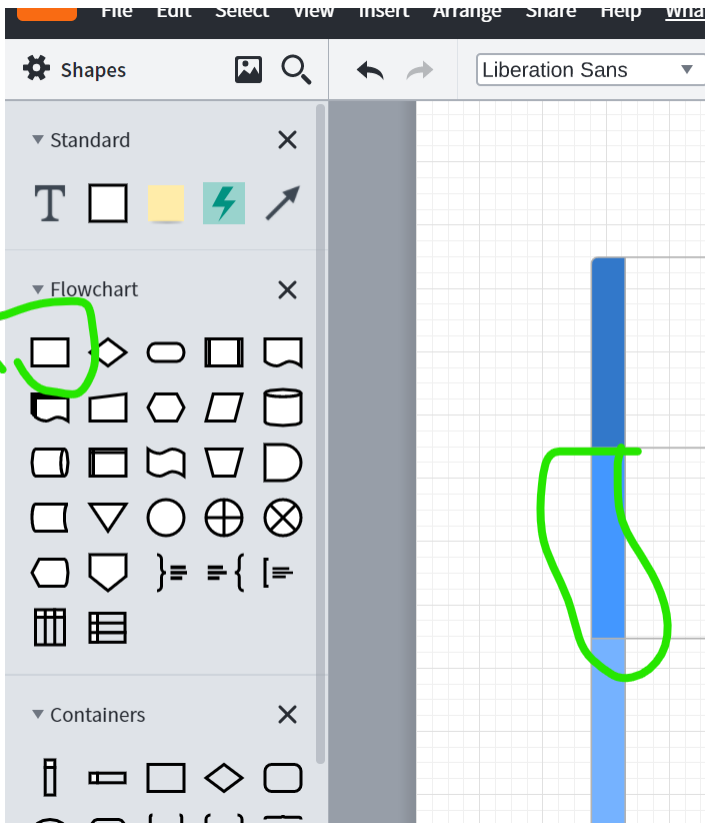 File Edit Select View Insert Arrange Share Help
Shapes
Liberation Sans
Standard
T
Flowchart
Containers